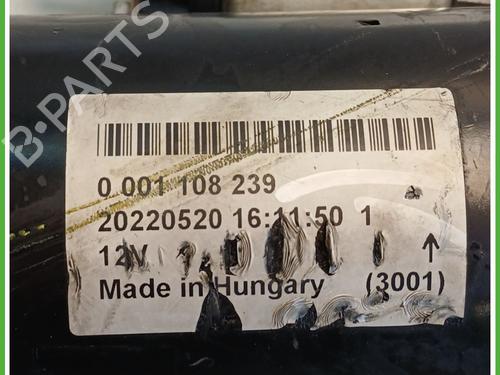 B-PARTS
0 001 108 239
20220520 16:11:50 1
12V
Made in Hungary (3001)